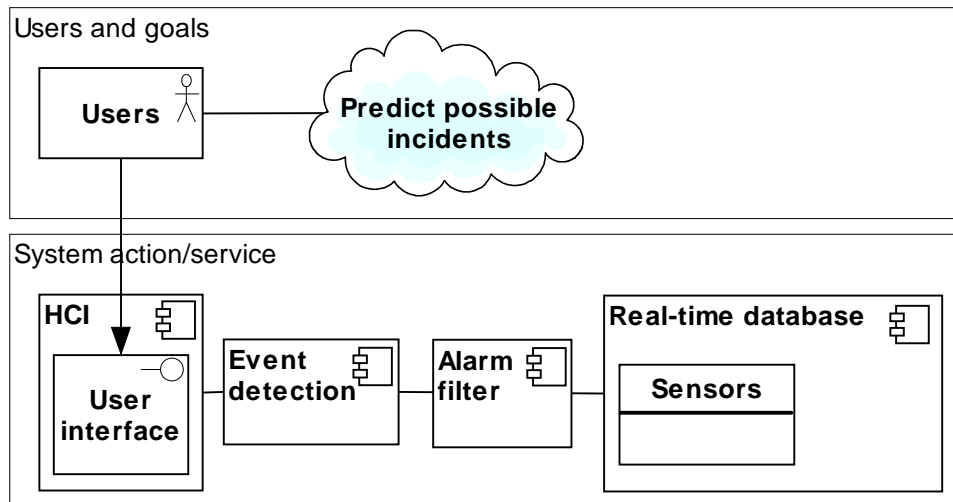 Users and goals
Users
Predict possible
incidents
System action/service
HCI
User
interface
Event
detection
Alarm
filter
Real-time database
Sensors